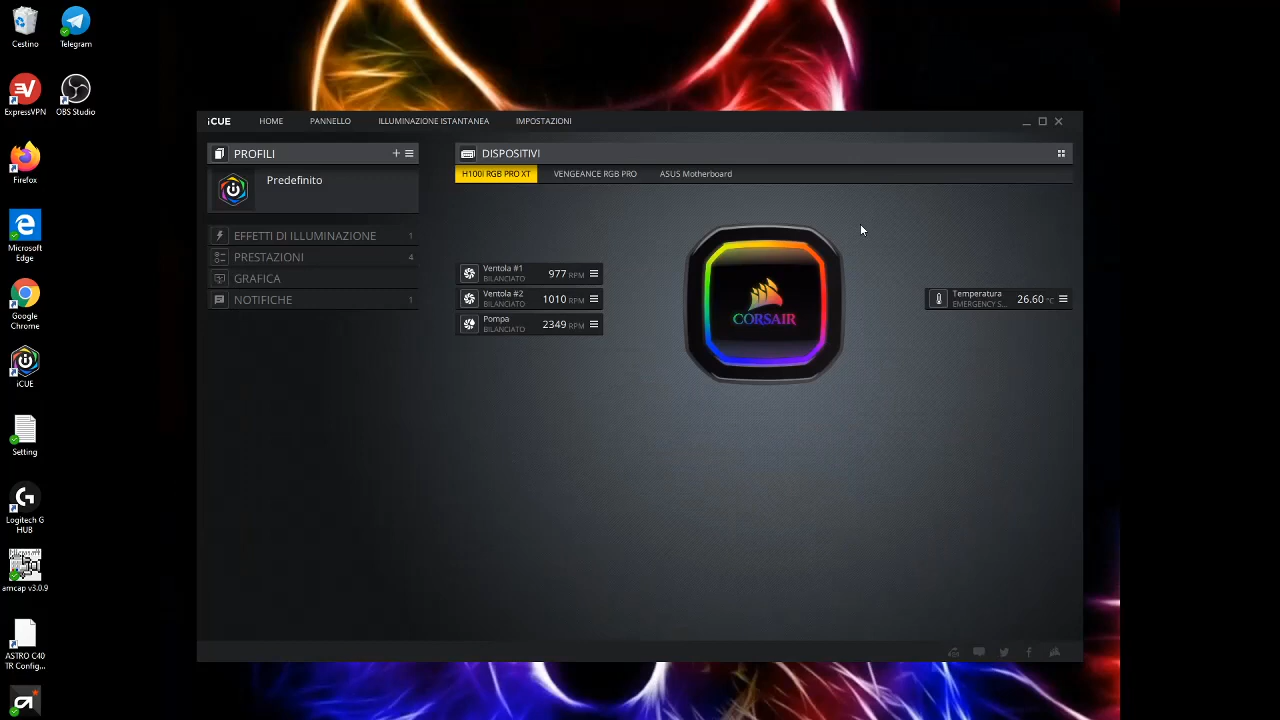 Cestino
Telegram
ExpressVPN
OBS Studio
Firefox
Microsoft
Edge
Google
Chrome
iCUE
Setting
Logitech G
HUB
amcap v3.0.9
ASTRO C40
TR Config...
iCUE
HOME
PANNELLO
ILLUMINAZIONE ISTANTANEA
IMPOSTAZIONI
PROFILI
Predefinito
EFFETTI DI ILLUMINAZIONE 1
PRESTAZIONI 4
GRAFICA
NOTIFICHE 1
DISPOSITIVI
H100i RGB PRO XT
VENGEANCE RGB PRO
ASUS Motherboard
Ventola #1
BILANCIATO
977 RPM
Ventola #2
BILANCIATO
1010 RPM
Pompa
BILANCIATO
2349 RPM
CORSAIR
Temperatura
EMERGENCY S...
26.60 °C